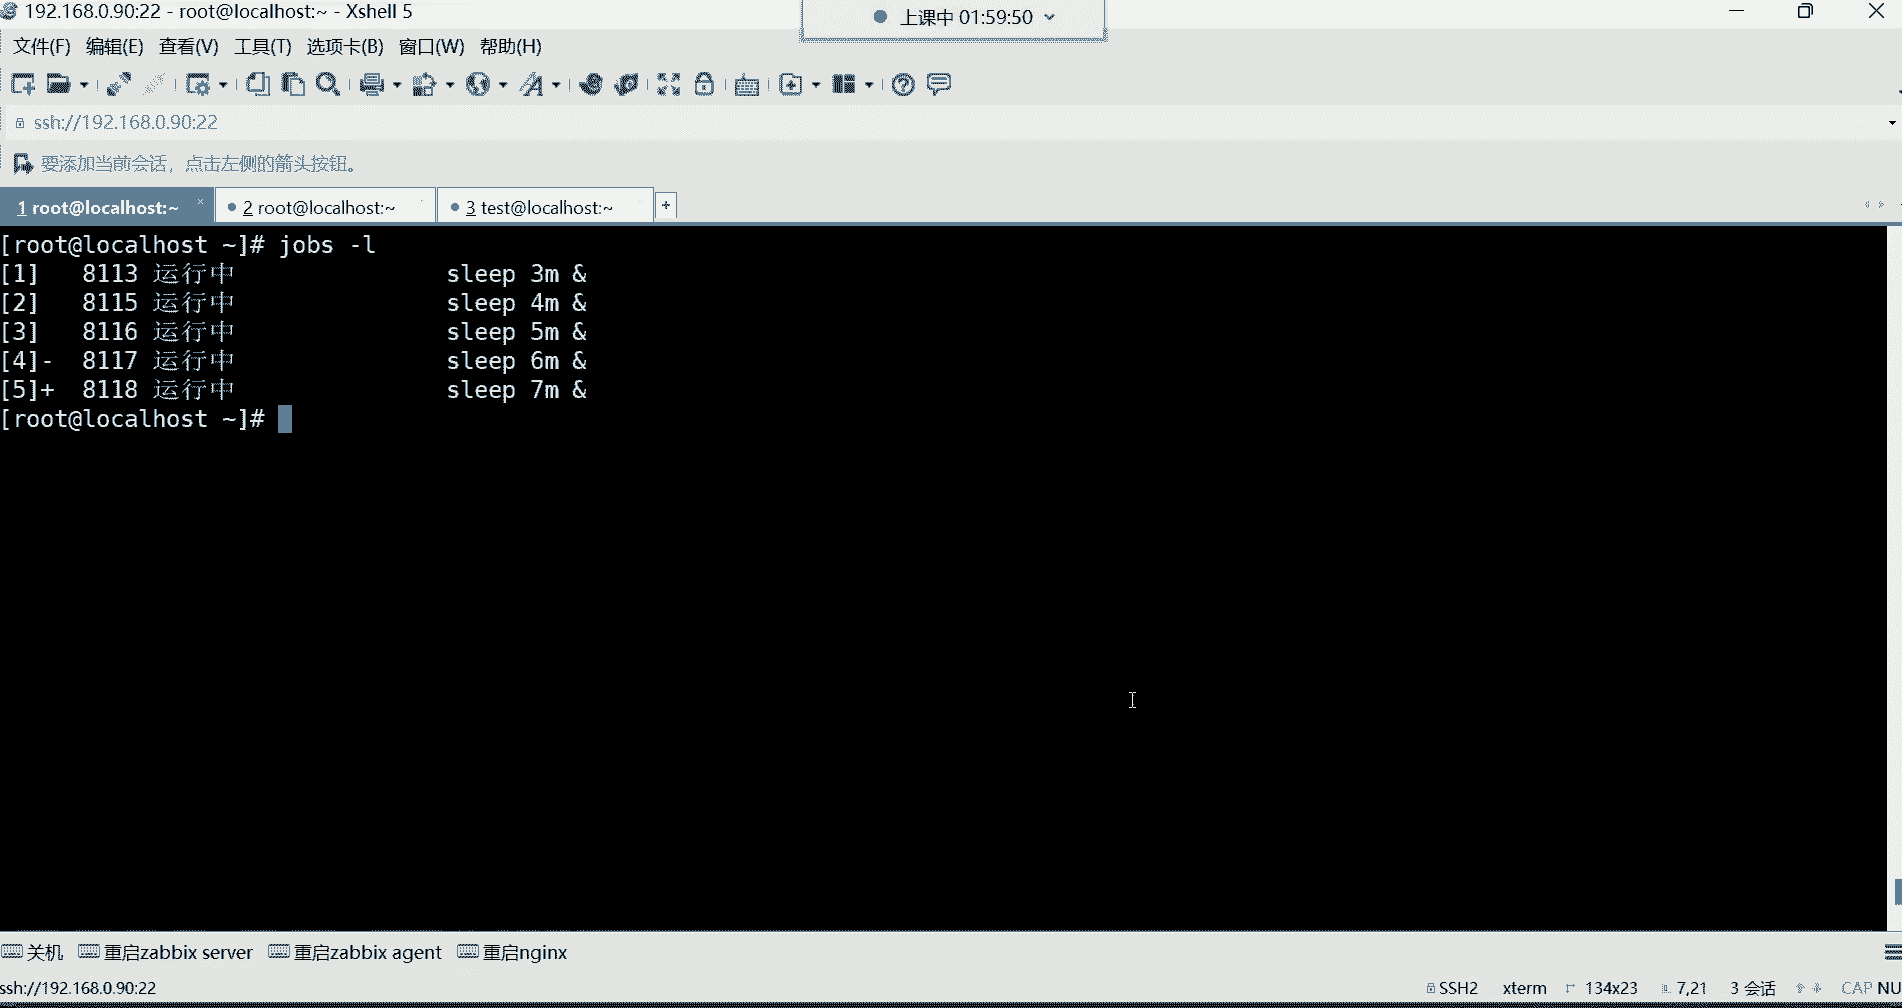 192.168.0.90:22 - root@localhost:~ - Xshell 5
上课中 01:59:50
文件(F) 编辑(E) 查看(V) 工具(T) 选项卡(B) 窗口(W) 帮助(H)
ssh://192.168.0.90:22
要添加当前会话，点击左侧的箭头按钮。
1 root@localhost:~ 2 root@localhost:~ 3 test@localhost:~ +
[root@localhost ~]# jobs -l
[1]   8113 运行中               sleep 3m &
[2]   8115 运行中               sleep 4m &
[3]   8116 运行中               sleep 5m &
[4]-  8117 运行中               sleep 6m &
[5]+  8118 运行中               sleep 7m &
[root@localhost ~]#
关机 重启zabbix server 重启zabbix agent 重启nginx
ssh://192.168.0.90:22 SSH2 xterm 134x23 7,21 3 会话 CAP NU